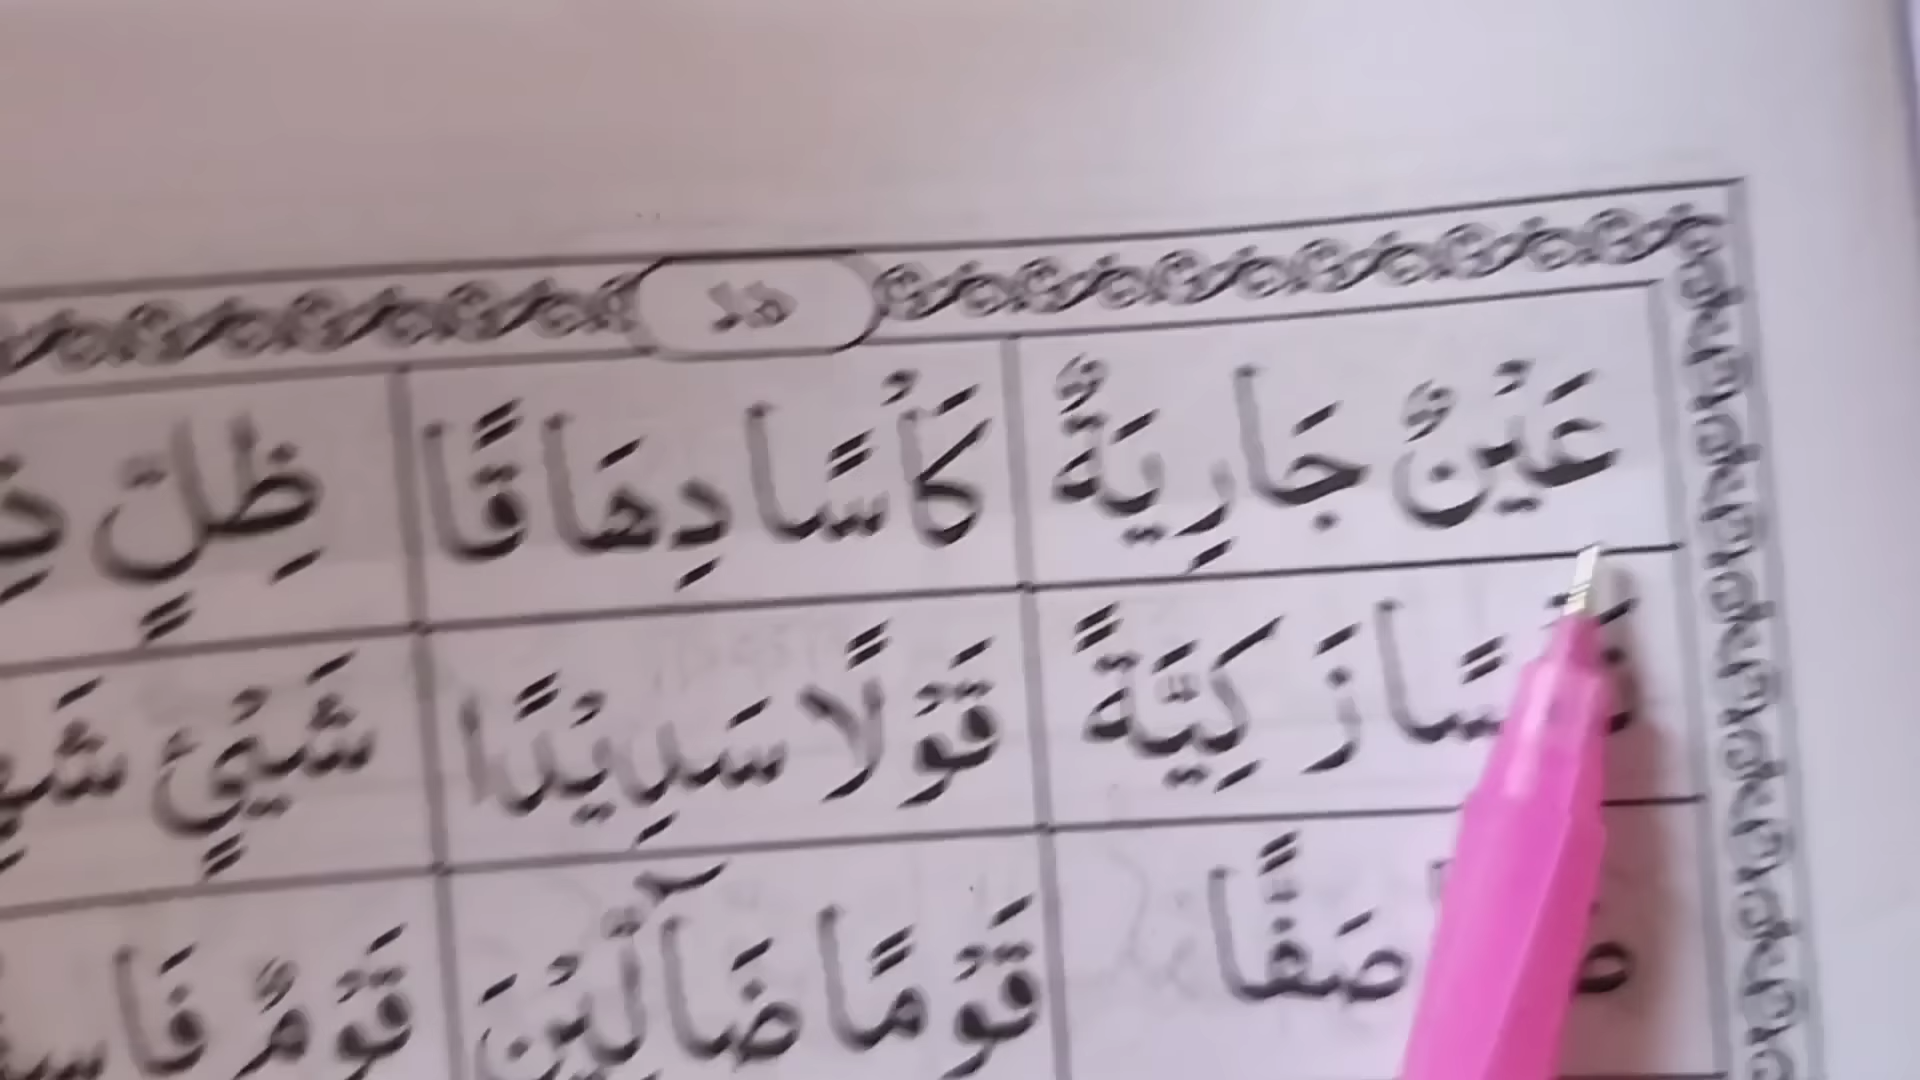 عَيْنٌ جَارِيَةٌ كَأْسًا دِهَاقًا ظِلٍّ
زَكِيَّةً قَوْلًا سَدِيْدًا شَيْئٍ
صَفًّا قَوْمًا ضَآلِّيْنَ قَوْمٌ